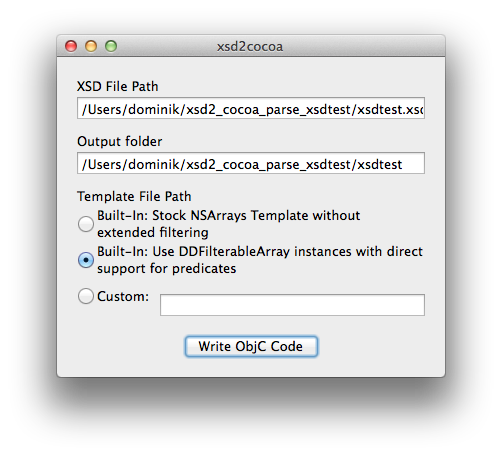 xsd2cocoa
XSD File Path
/Users/dominik/xsd2_cocoa_parse_xsdtest/xsdtest.xsd
Output folder
/Users/dominik/xsd2_cocoa_parse_xsdtest/xsdtest
Template File Path
Built-In: Stock NSArrays Template without
extended filtering
Built-In: Use DDFilterableArray instances with direct
support for predicates
Custom:
Write ObjC Code